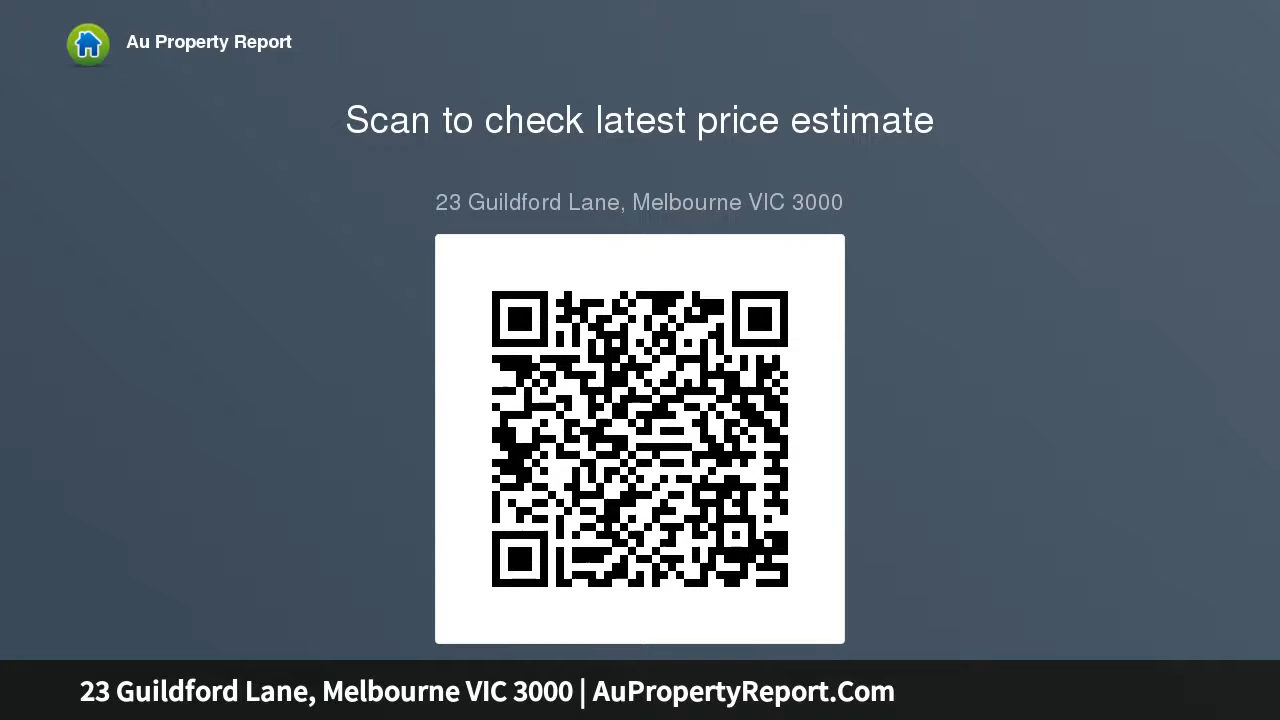 Au Property Report
Scan to check latest price estimate
23 Guildford Lane, Melbourne VIC 3000
23 Guildford Lane, Melbourne VIC 3000 | AuPropertyReport.Com